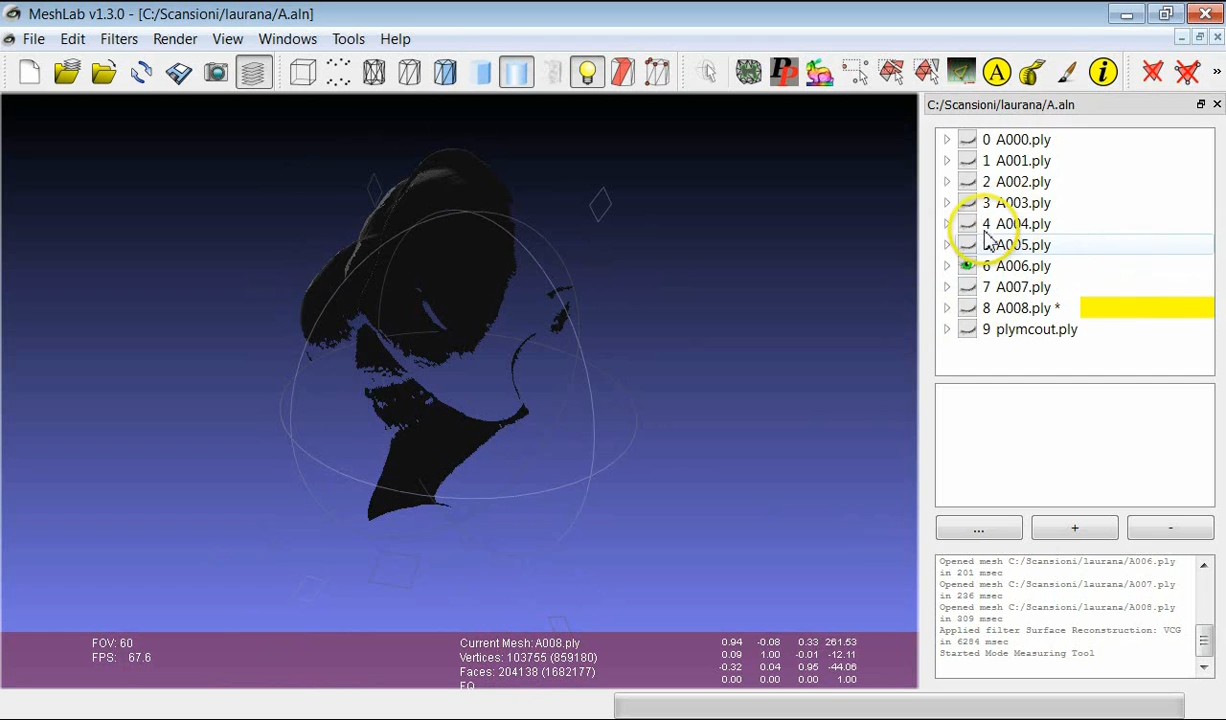 MeshLab v1.3.0 - [C:/Scansioni/laurana/A.aln]
File Edit Filters Render View Windows Tools Help
A
i
»
C:/Scansioni/laurana/A.aln
0 A000.ply
1 A001.ply
2 A002.ply
3 A003.ply
4 A004.ply
A005.ply
6 A006.ply
7 A007.ply
8 A008.ply *
9 plymcout.ply
... + -
Opened mesh C:/Scansioni/laurana/A006.ply
in 201 msec
Opened mesh C:/Scansioni/laurana/A007.ply
in 236 msec
Opened mesh C:/Scansioni/laurana/A008.ply
in 309 msec
Applied filter Surface Reconstruction: VCG
in 6284 msec
Started Mode Measuring Tool
FOV: 60
FPS: 67.6
Current Mesh: A008.ply
Vertices: 103755 (859180)
Faces: 204138 (1682177)
0.94 -0.08 0.33 261.53
0.09 1.00 -0.01 -12.11
-0.32 0.04 0.95 -44.06
0.00 0.00 0.00 1.00